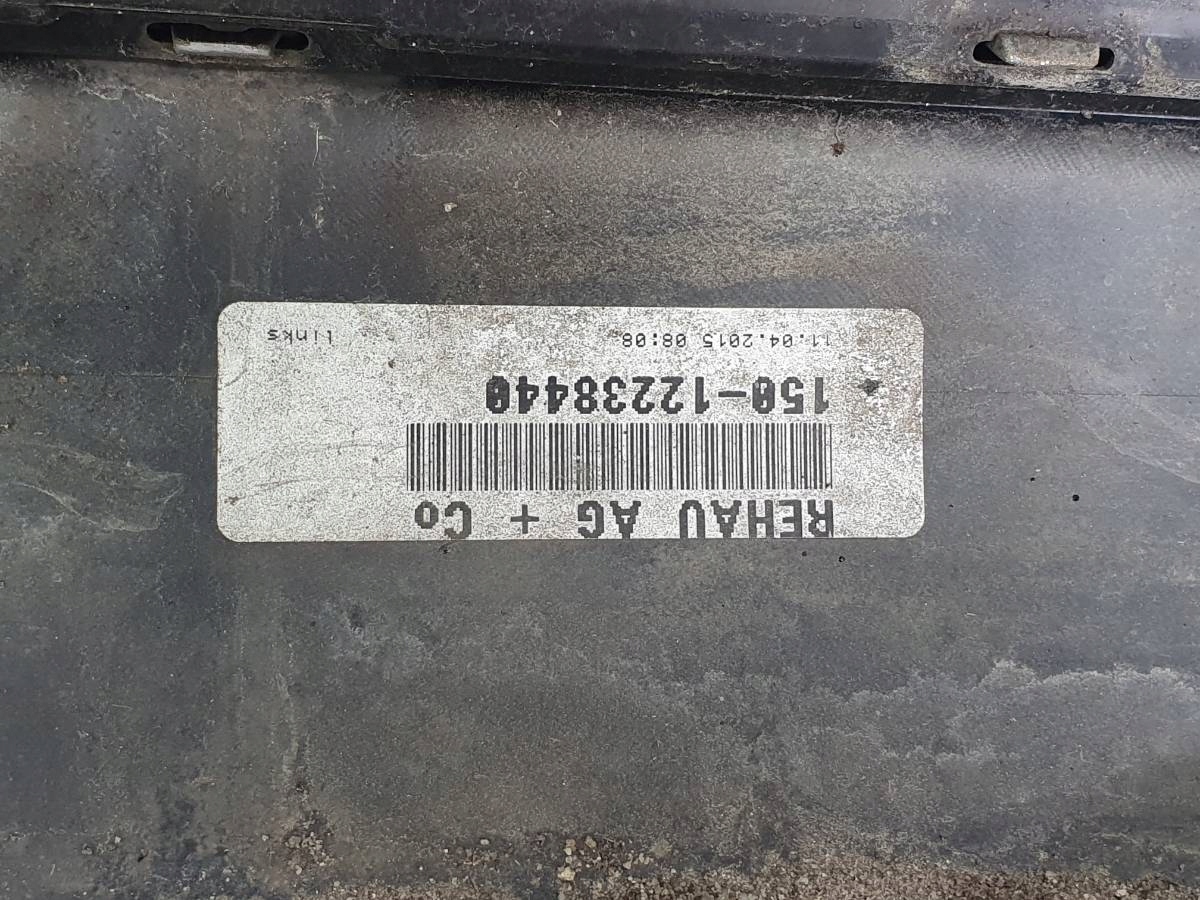 REHAU AG + Co
150-12238440
11.04.2015 08:08 links